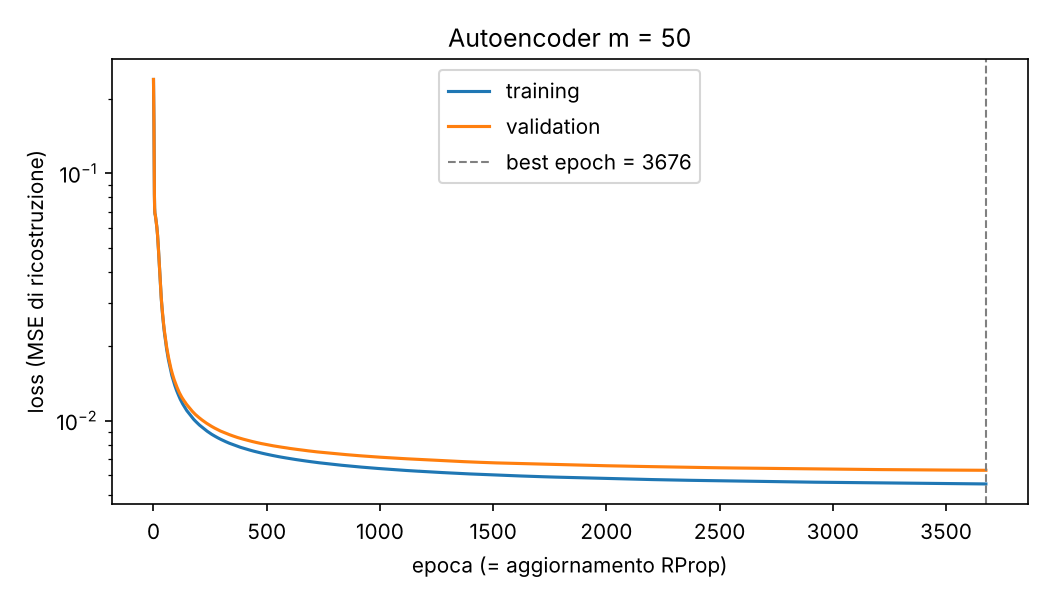 Autoencoder m = 50
training
validation
best epoch = 3676
loss (MSE di ricostruzione)
10⁻¹
10⁻²
0 500 1000 1500 2000 2500 3000 3500
epoca (= aggiornamento RProp)